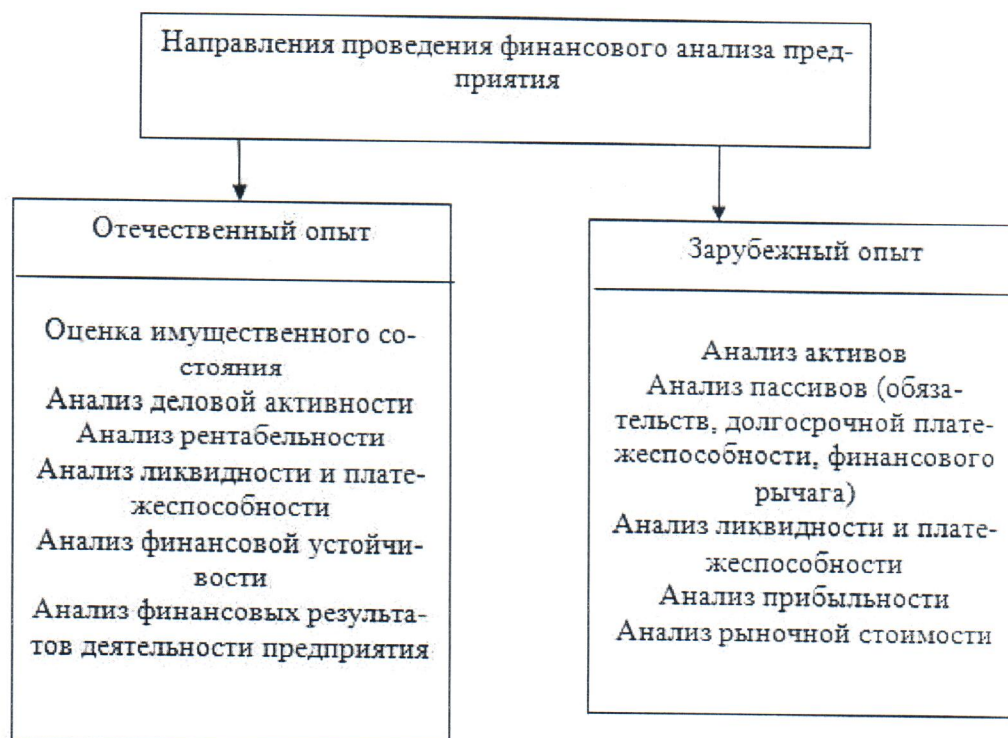 Направления проведения финансового анализа пред-
приятия
Отечественный опыт
Оценка имущественного со-
стояния
Анализ деловой активности
Анализ рентабельности
Анализ ликвидности и плате-
жеспособности
Анализ финансовой устойчи-
вости
Анализ финансовых результа-
тов деятельности предприятия
Зарубежный опыт
Анализ активов
Анализ пассивов (обяза-
тельств, долгосрочной плате-
жеспособности, финансового
рычага)
Анализ ликвидности и плате-
жеспособности
Анализ прибыльности
Анализ рыночной стоимости